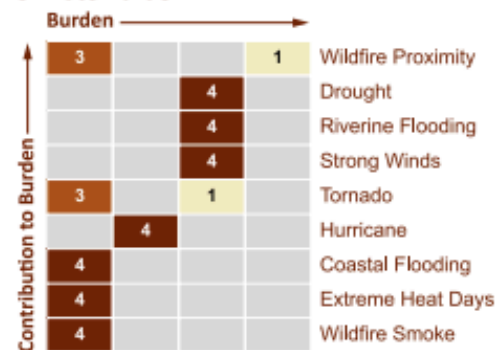 Burden
3 1 Wildfire Proximity
4 Drought
4 Riverine Flooding
4 Strong Winds
3 1 Tornado
4 Hurricane
4 Coastal Flooding
4 Extreme Heat Days
4 Wildfire Smoke
Contribution to Burden